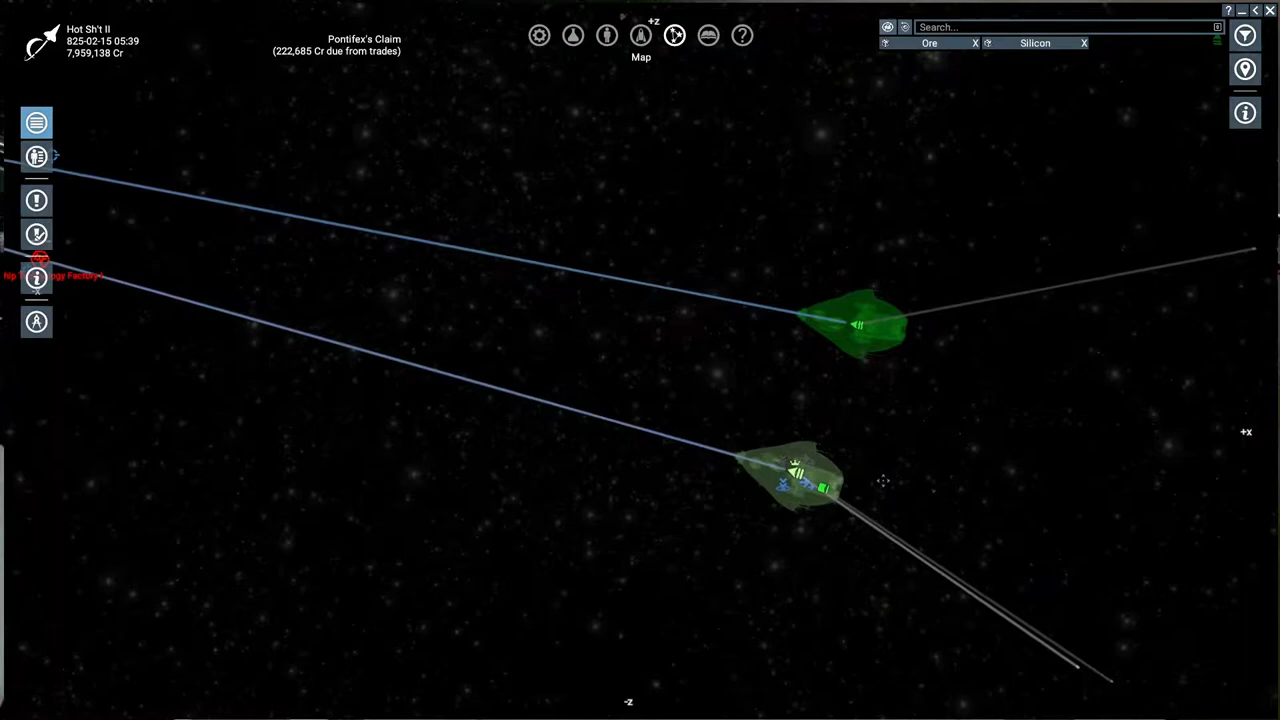 Hot Sh't II
825-02-15 05:39
7,959,138 Cr
Pontifex's Claim
(222,685 Cr due from trades)
+z
Map
Search...
Ore X
Silicon X
+x
-x
-z